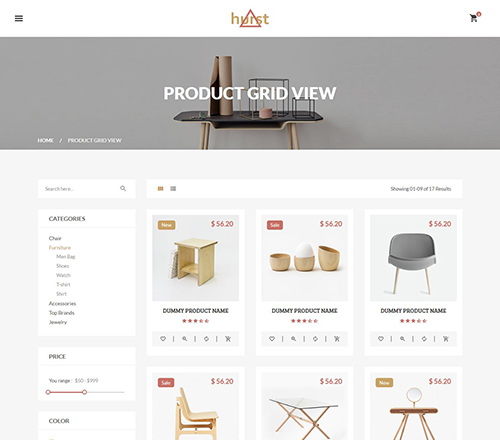 hurst
PRODUCT GRID VIEW
HOME / PRODUCT GRID VIEW
Search here...
Showing 01-09 of 17 Results
CATEGORIES
Chair
Furniture
Men Bag
Shoes
Watch
T-shirt
Shirt
Accessories
Top Brands
Jewelry
PRICE
You range : $60 - $999
COLOR
New $ 56.20
DUMMY PRODUCT NAME
Sale $ 56.20
DUMMY PRODUCT NAME
$ 56.20
DUMMY PRODUCT NAME
Sale $ 56.20
$ 56.20
New $ 56.20